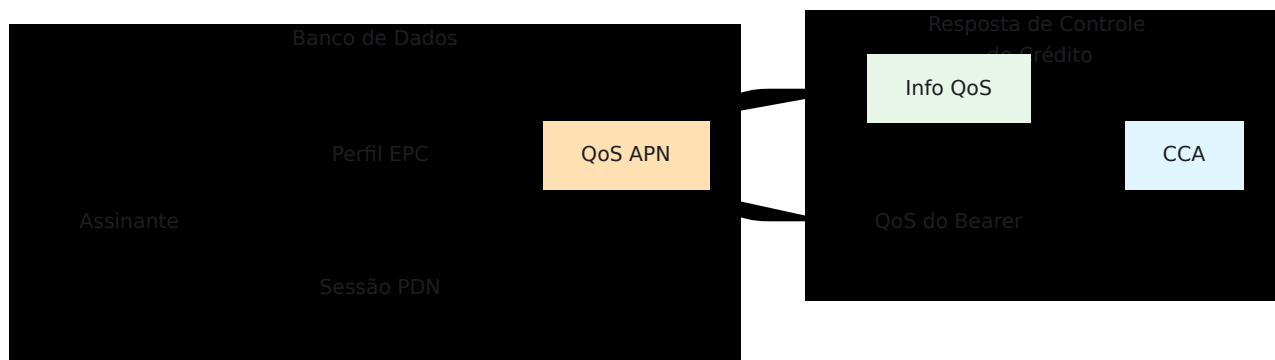 Banco de Dados
Assinante
Perfil EPC
Sessão PDN
QoS APN
Resposta de Controle
de Crédito
Info QoS
QoS do Bearer
CCA